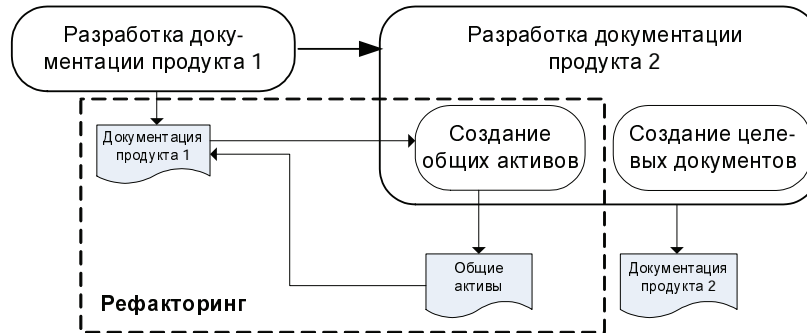 Разработка доку-
ментации продукта 1
Разработка документации
продукта 2
Документация
продукта 1
Создание
общих активов
Создание целе-
вых документов
Общие
активы
Документация
продукта 2
Рефакторинг